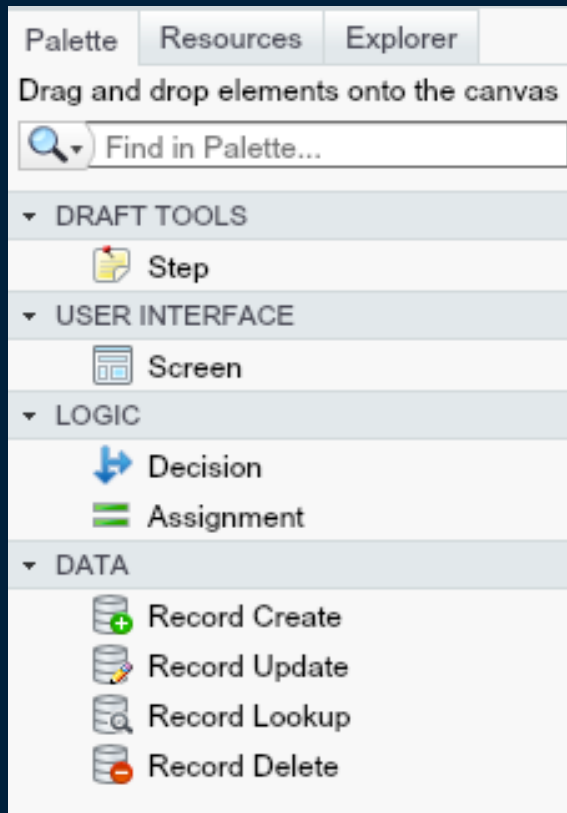 Palette Resources Explorer
Drag and drop elements onto the canvas
Find in Palette...
DRAFT TOOLS
Step
USER INTERFACE
Screen
LOGIC
Decision
Assignment
DATA
Record Create
Record Update
Record Lookup
Record Delete